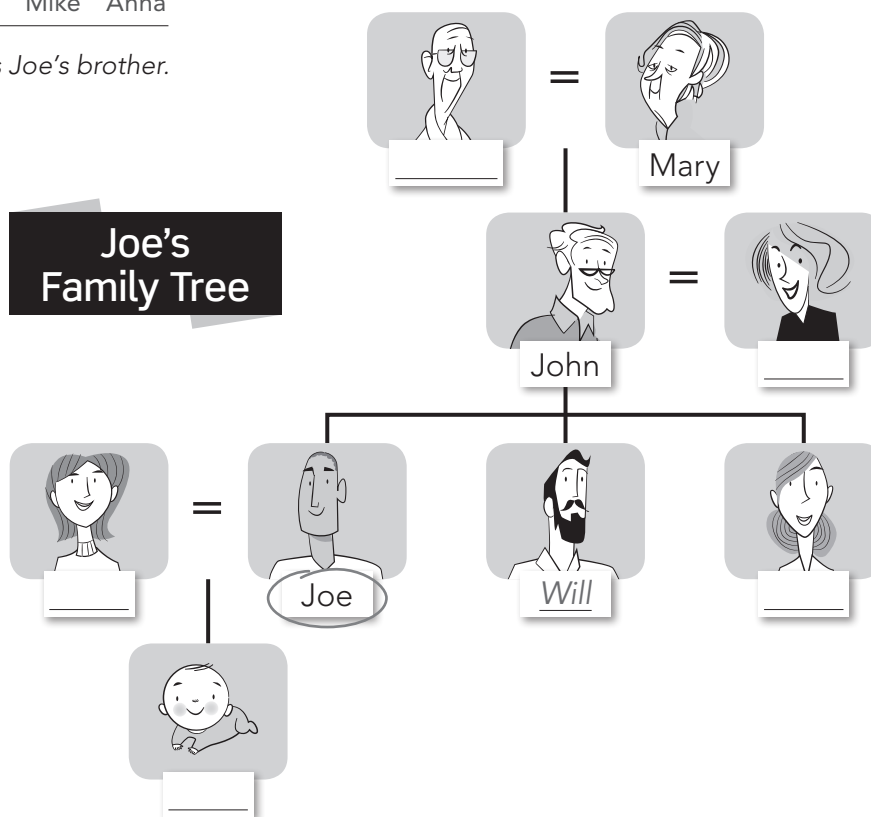 Mike Anna
s Joe's brother.
Mary
Joe's
Family Tree
John
Joe
Will